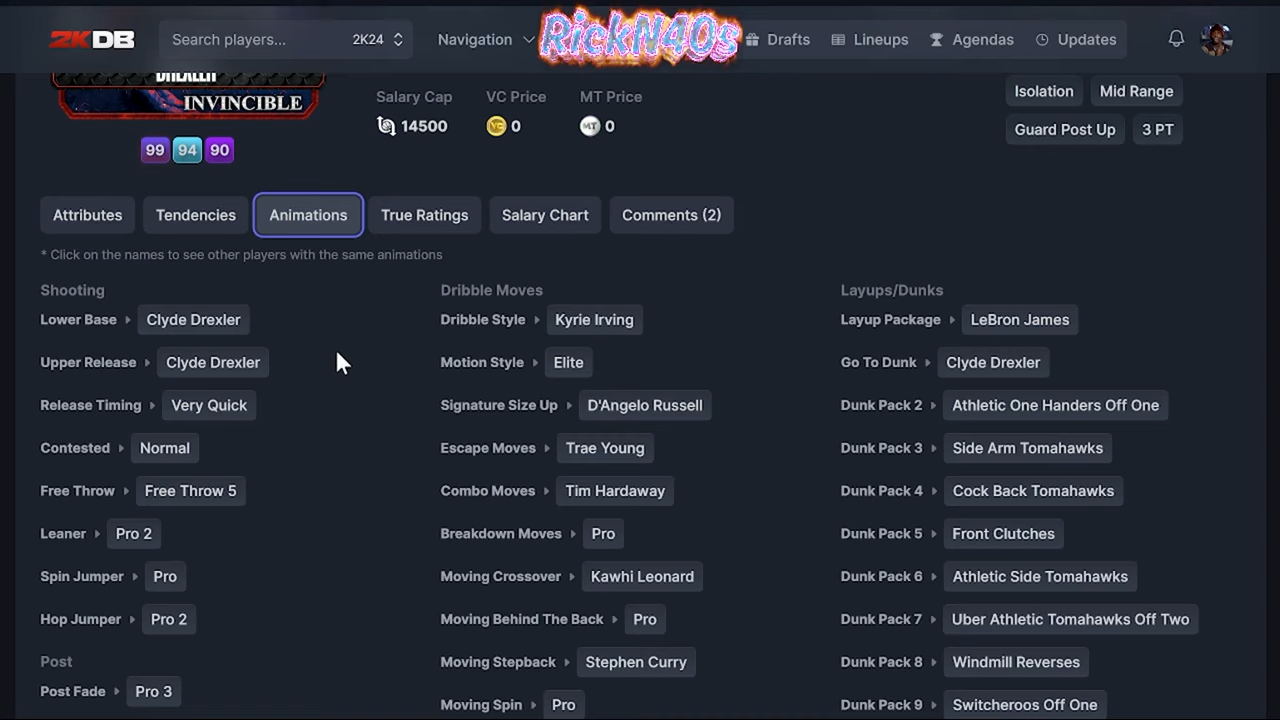 2KDB
Search players...
2K24
Navigation
RickN40s
Drafts
Lineups
Agendas
Updates
DREXLER
INVINCIBLE
99 94 90
Salary Cap
14500
VC Price
VC 0
MT Price
MT 0
Isolation
Mid Range
Guard Post Up
3 PT
Attributes
Tendencies
Animations
True Ratings
Salary Chart
Comments (2)
* Click on the names to see other players with the same animations
Shooting
Lower Base Clyde Drexler
Upper Release Clyde Drexler
Release Timing Very Quick
Contested Normal
Free Throw Free Throw 5
Leaner Pro 2
Spin Jumper Pro
Hop Jumper Pro 2
Post
Post Fade Pro 3
Dribble Moves
Dribble Style Kyrie Irving
Motion Style Elite
Signature Size Up D'Angelo Russell
Escape Moves Trae Young
Combo Moves Tim Hardaway
Breakdown Moves Pro
Moving Crossover Kawhi Leonard
Moving Behind The Back Pro
Moving Stepback Stephen Curry
Moving Spin Pro
Layups/Dunks
Layup Package LeBron James
Go To Dunk Clyde Drexler
Dunk Pack 2 Athletic One Handers Off One
Dunk Pack 3 Side Arm Tomahawks
Dunk Pack 4 Cock Back Tomahawks
Dunk Pack 5 Front Clutches
Dunk Pack 6 Athletic Side Tomahawks
Dunk Pack 7 Uber Athletic Tomahawks Off Two
Dunk Pack 8 Windmill Reverses
Dunk Pack 9 Switcheroos Off One